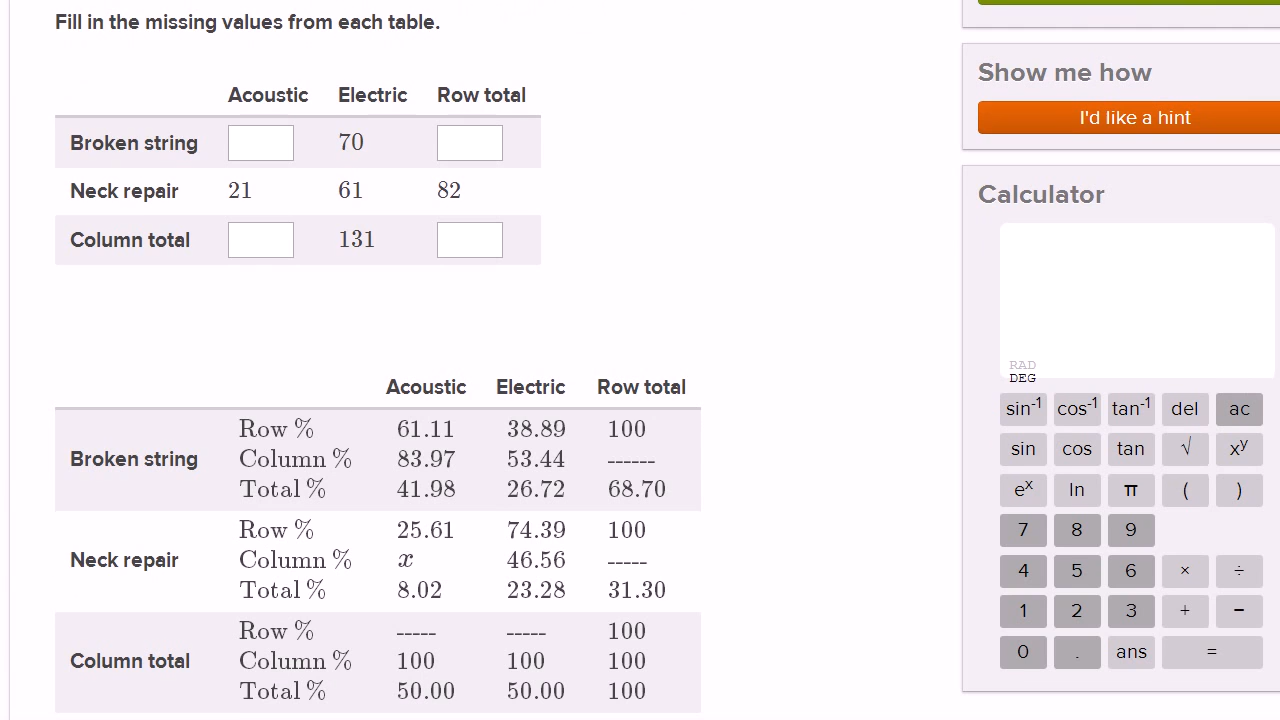 Fill in the missing values from each table.
Acoustic Electric Row total
Broken string 70
Neck repair 21 61 82
Column total 131
Acoustic Electric Row total
Row % 61.11 38.89 100
Broken string Column % 83.97 53.44 ------
Total % 41.98 26.72 68.70
Row % 25.61 74.39 100
Neck repair Column % x 46.56 -----
Total % 8.02 23.28 31.30
Row % ----- ----- 100
Column total Column % 100 100 100
Total % 50.00 50.00 100
Show me how
I'd like a hint
Calculator
RAD
DEG
sin⁻¹ cos⁻¹ tan⁻¹ del ac
sin cos tan √ xʸ
eˣ ln π ( )
7 8 9
4 5 6 × ÷
1 2 3 + −
0 . ans =